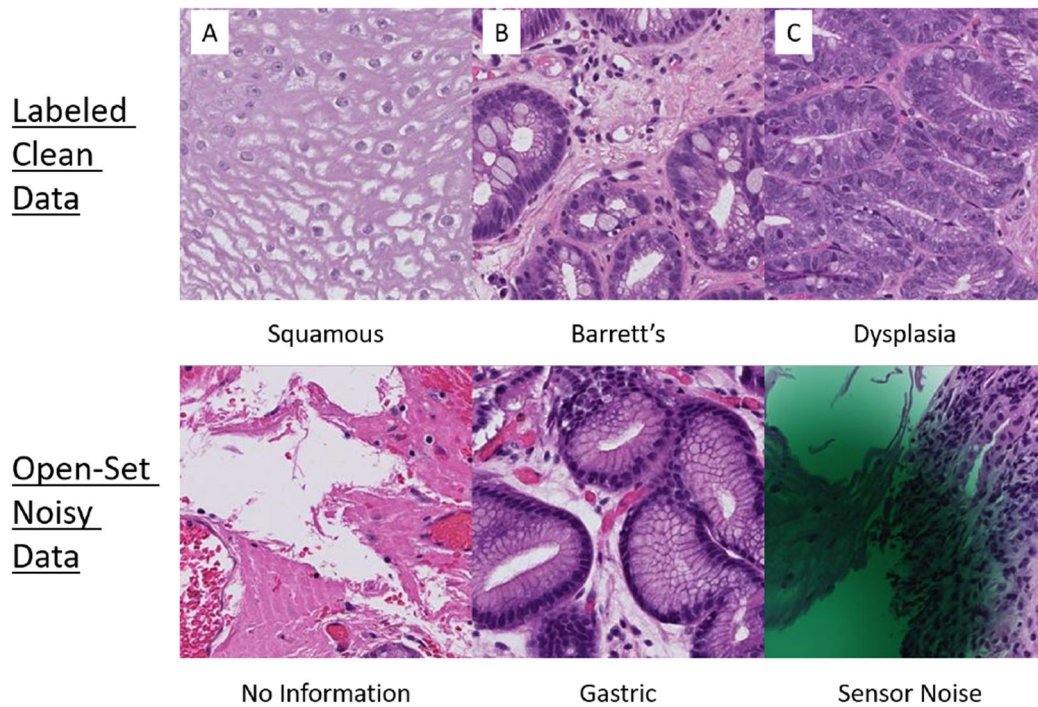 Labeled
Clean
Data
A
B
C
Squamous
Barrett’s
Dysplasia
Open-Set
Noisy
Data
No Information
Gastric
Sensor Noise